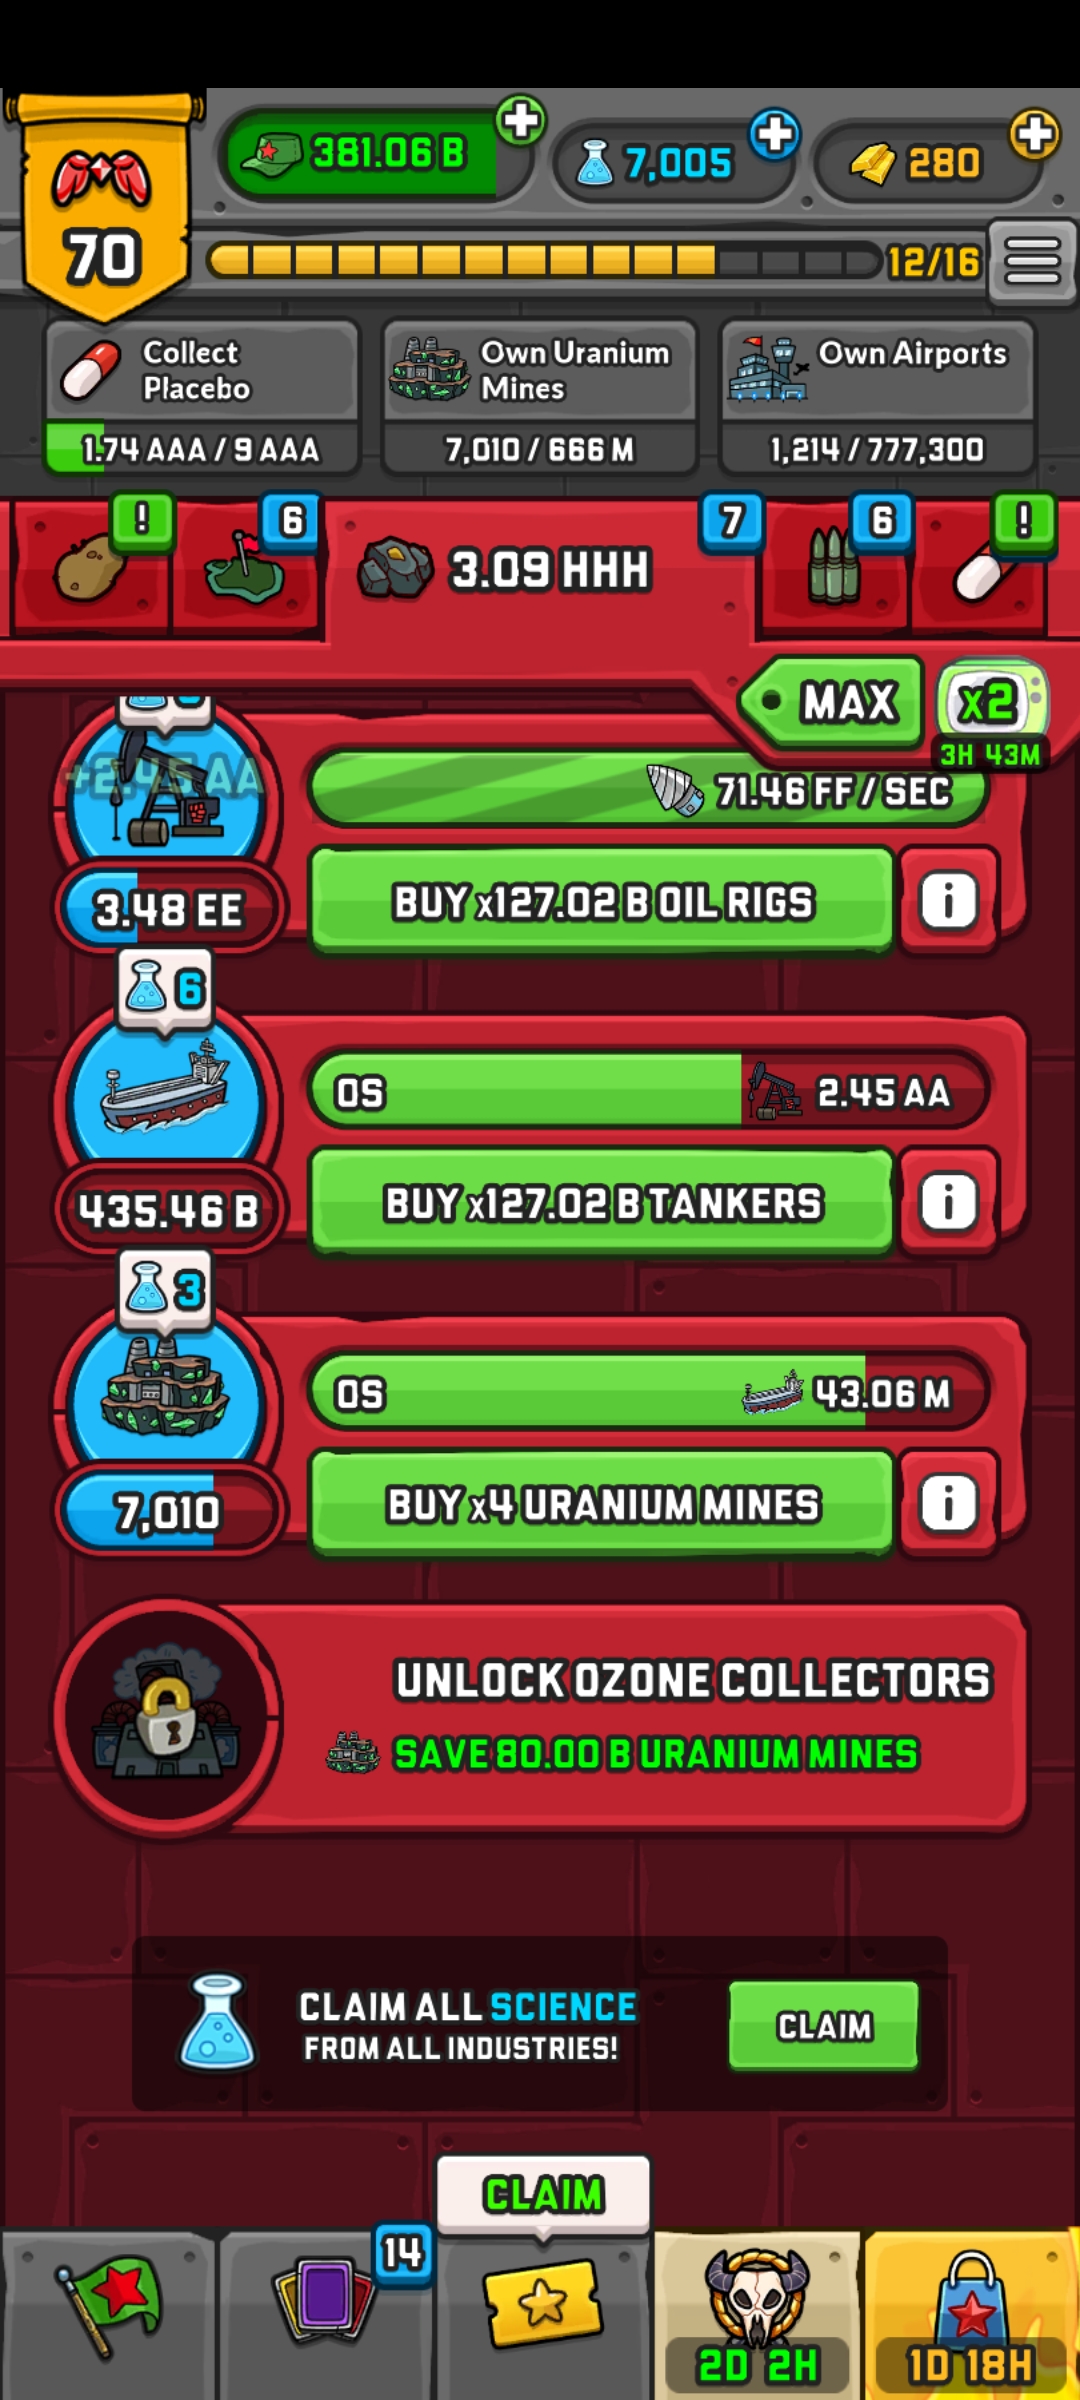 381.06 B
7,005
280
70
12/16
Collect
Placebo
Own Uranium
Mines
Own Airports
1.74 AAA / 9 AAA
7,010 / 666 M
1,214 / 777,300
!
6
3.09 HHH
7
6
!
MAX
x2
3H 43M
+2.45 AA
71.46 FF / SEC
3.48 EE
BUY x127.02 B OIL RIGS
i
6
0S
2.45 AA
435.46 B
BUY x127.02 B TANKERS
i
3
0S
43.06 M
7,010
BUY x4 URANIUM MINES
i
UNLOCK OZONE COLLECTORS
SAVE 80.00 B URANIUM MINES
CLAIM ALL SCIENCE
FROM ALL INDUSTRIES!
CLAIM
CLAIM
14
2D 2H
1D 18H